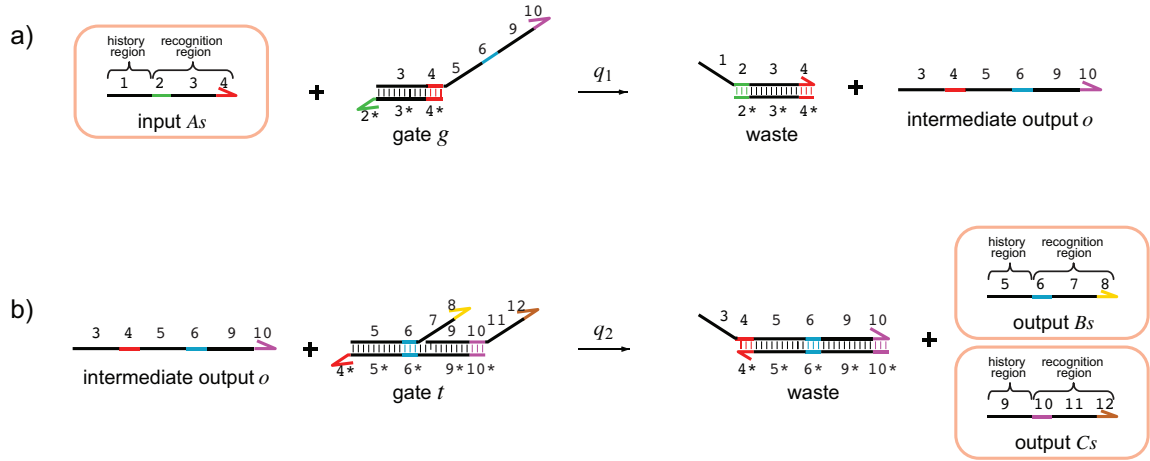 a)
history region
recognition region
1 2 3 4
input As
+
3 4 5 6 9 10
2* 3* 4*
gate g
q1
1 2 3 4
2* 3* 4*
waste
+
3 4 5 6 9 10
intermediate output o
b)
3 4 5 6 9 10
intermediate output o
+
5 6 7 8 9 10 11 12
4* 5* 6* 9* 10*
gate t
q2
3 4 5 6 9 10
4* 5* 6* 9* 10*
waste
+
history region
recognition region
5 6 7 8
output Bs
history region
recognition region
9 10 11 12
output Cs